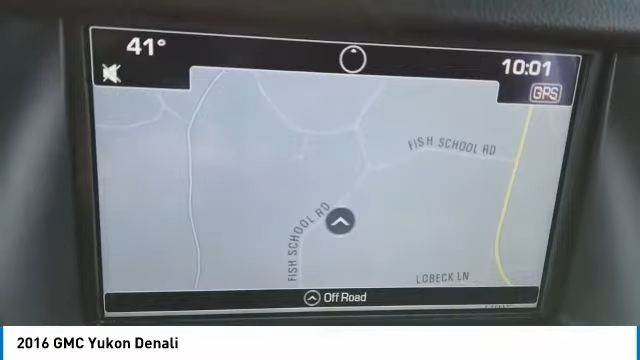 41°
10:01
GPS
FISH SCHOOL RD
FISH SCHOOL RD
LOBECK LN
Off Road
2016 GMC Yukon Denali